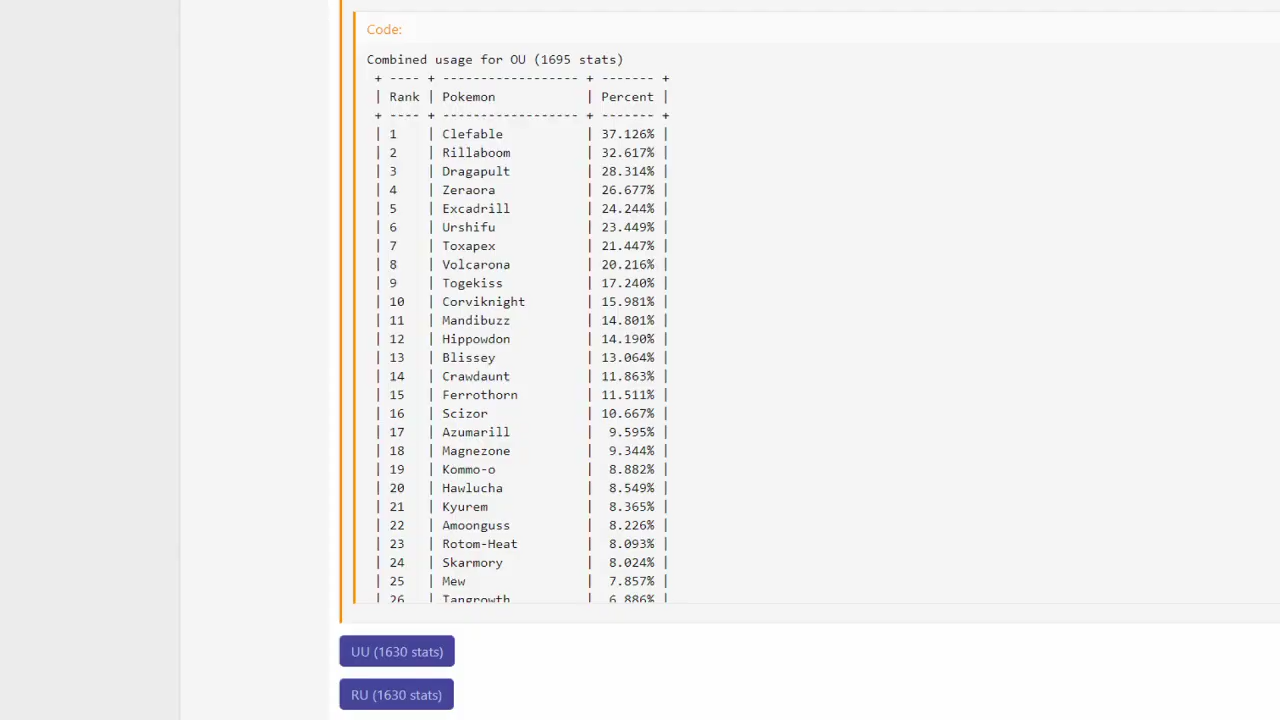 Code:
Combined usage for OU (1695 stats)
+ ---- + ------------------ + ------- +
| Rank | Pokemon            | Percent |
+ ---- + ------------------ + ------- +
| 1    | Clefable           | 37.126% |
| 2    | Rillaboom          | 32.617% |
| 3    | Dragapult          | 28.314% |
| 4    | Zeraora            | 26.677% |
| 5    | Excadrill          | 24.244% |
| 6    | Urshifu            | 23.449% |
| 7    | Toxapex            | 21.447% |
| 8    | Volcarona          | 20.216% |
| 9    | Togekiss           | 17.240% |
| 10   | Corviknight        | 15.981% |
| 11   | Mandibuzz          | 14.801% |
| 12   | Hippowdon          | 14.190% |
| 13   | Blissey            | 13.064% |
| 14   | Crawdaunt          | 11.863% |
| 15   | Ferrothorn         | 11.511% |
| 16   | Scizor             | 10.667% |
| 17   | Azumarill          |  9.595% |
| 18   | Magnezone          |  9.344% |
| 19   | Kommo-o            |  8.882% |
| 20   | Hawlucha           |  8.549% |
| 21   | Kyurem             |  8.365% |
| 22   | Amoonguss          |  8.226% |
| 23   | Rotom-Heat         |  8.093% |
| 24   | Skarmory           |  8.024% |
| 25   | Mew                |  7.857% |
| 26   | Tangrowth          |  6.886% |
UU (1630 stats)
RU (1630 stats)